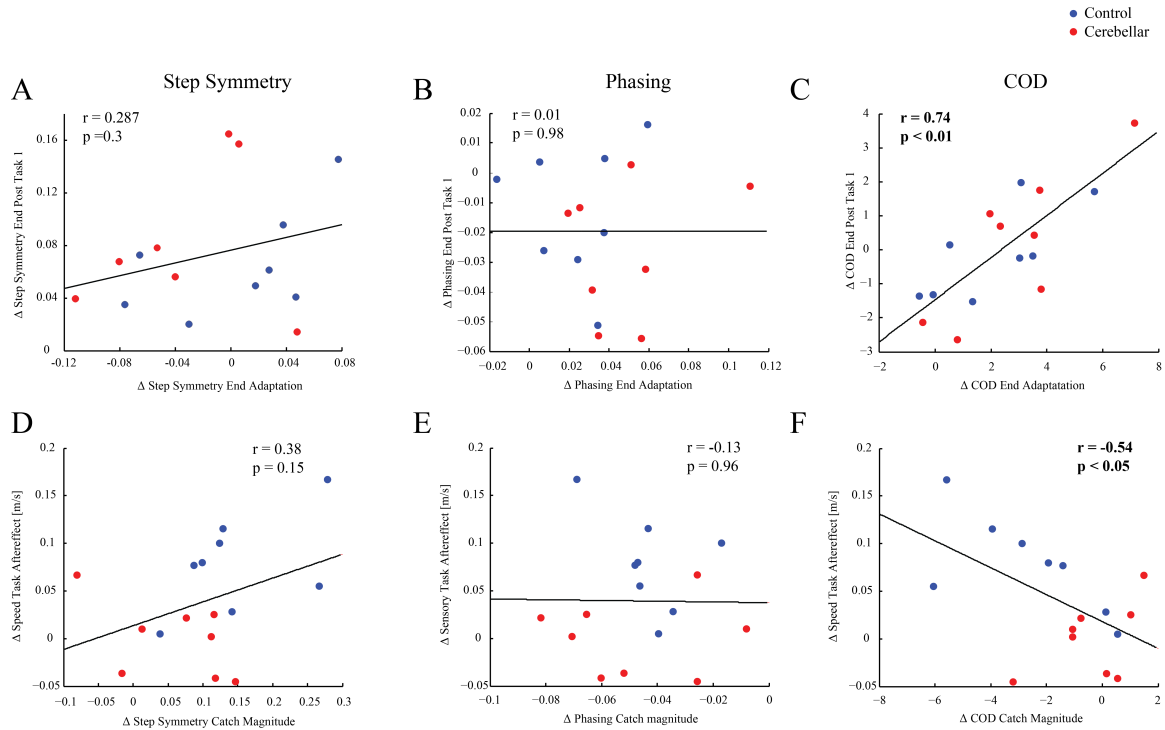 Control
Cerebellar
Step Symmetry
Phasing
COD
A
r = 0.287
p =0.3
Δ Step Symmetry End Post Task 1
0.16
0.12
0.08
0.04
0
-0.12
-0.08
-0.04
0
0.04
0.08
Δ Step Symmetry End Adaptation
B
r = 0.01
p = 0.98
Δ Phasing End Post Task 1
0.02
0.01
0
−0.01
−0.02
−0.03
−0.04
−0.05
−0.06
−0.02
0
0.02
0.04
0.06
0.08
0.1
0.12
Δ Phasing End Adaptation
C
r = 0.74
p < 0.01
Δ COD End Post Task 1
4
3
2
1
0
−1
−2
−3
−2
0
2
4
6
8
Δ COD End Adaptatation
D
r = 0.38
p = 0.15
Δ Speed Task Aftereffect [m/s]
0.2
0.15
0.1
0.05
0
−0.05
−0.1
0
0.05
0.1
0.15
0.2
0.3
Δ Step Symmetry Catch Magnitude
E
r = -0.13
p = 0.96
Δ Sensory Task Aftereffect [m/s]
0.2
0.15
0.1
0.05
0
−0.05
−0.1
−0.08
−0.06
−0.04
−0.02
0
Δ Phasing Catch magnitude
F
r = -0.54
p < 0.05
Δ Speed Task Aftereffect [m/s]
0.2
0.15
0.1
0.05
0
−0.05
−8
−6
−4
−2
0
2
Δ COD Catch Magnitude